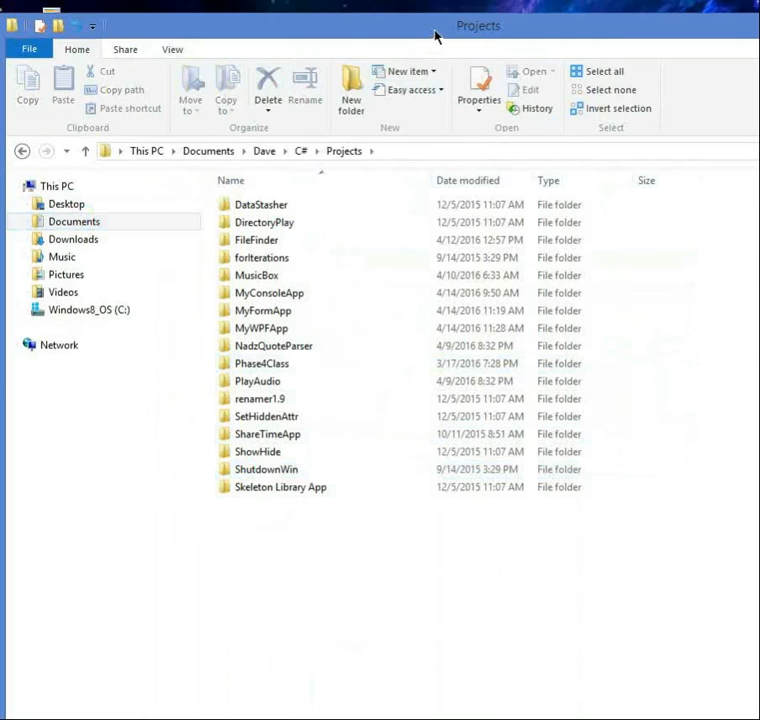 Projects
File Home Share View
Copy Paste Cut Copy path Paste shortcut Move to Copy to Delete Rename New folder New item Easy access Properties Open Edit History Select all Select none Invert selection
Clipboard Organize New Open Select
This PC Documents Dave C# Projects
Name Date modified Type Size
This PC
Desktop
Documents
Downloads
Music
Pictures
Videos
Windows8_OS (C:)
Network
DataStasher 12/5/2015 11:07 AM File folder
DirectoryPlay 12/5/2015 11:07 AM File folder
FileFinder 4/12/2016 12:57 PM File folder
forIterations 9/14/2015 3:29 PM File folder
MusicBox 4/10/2016 6:33 AM File folder
MyConsoleApp 4/14/2016 9:50 AM File folder
MyFormApp 4/14/2016 11:19 AM File folder
MyWPFApp 4/14/2016 11:28 AM File folder
NadzQuoteParser 4/9/2016 8:32 PM File folder
Phase4Class 3/17/2016 7:28 PM File folder
PlayAudio 4/9/2016 8:32 PM File folder
renamer1.9 12/5/2015 11:07 AM File folder
SetHiddenAttr 12/5/2015 11:07 AM File folder
ShareTimeApp 10/11/2015 8:51 AM File folder
ShowHide 12/5/2015 11:07 AM File folder
ShutdownWin 9/14/2015 3:29 PM File folder
Skeleton Library App 12/5/2015 11:07 AM File folder